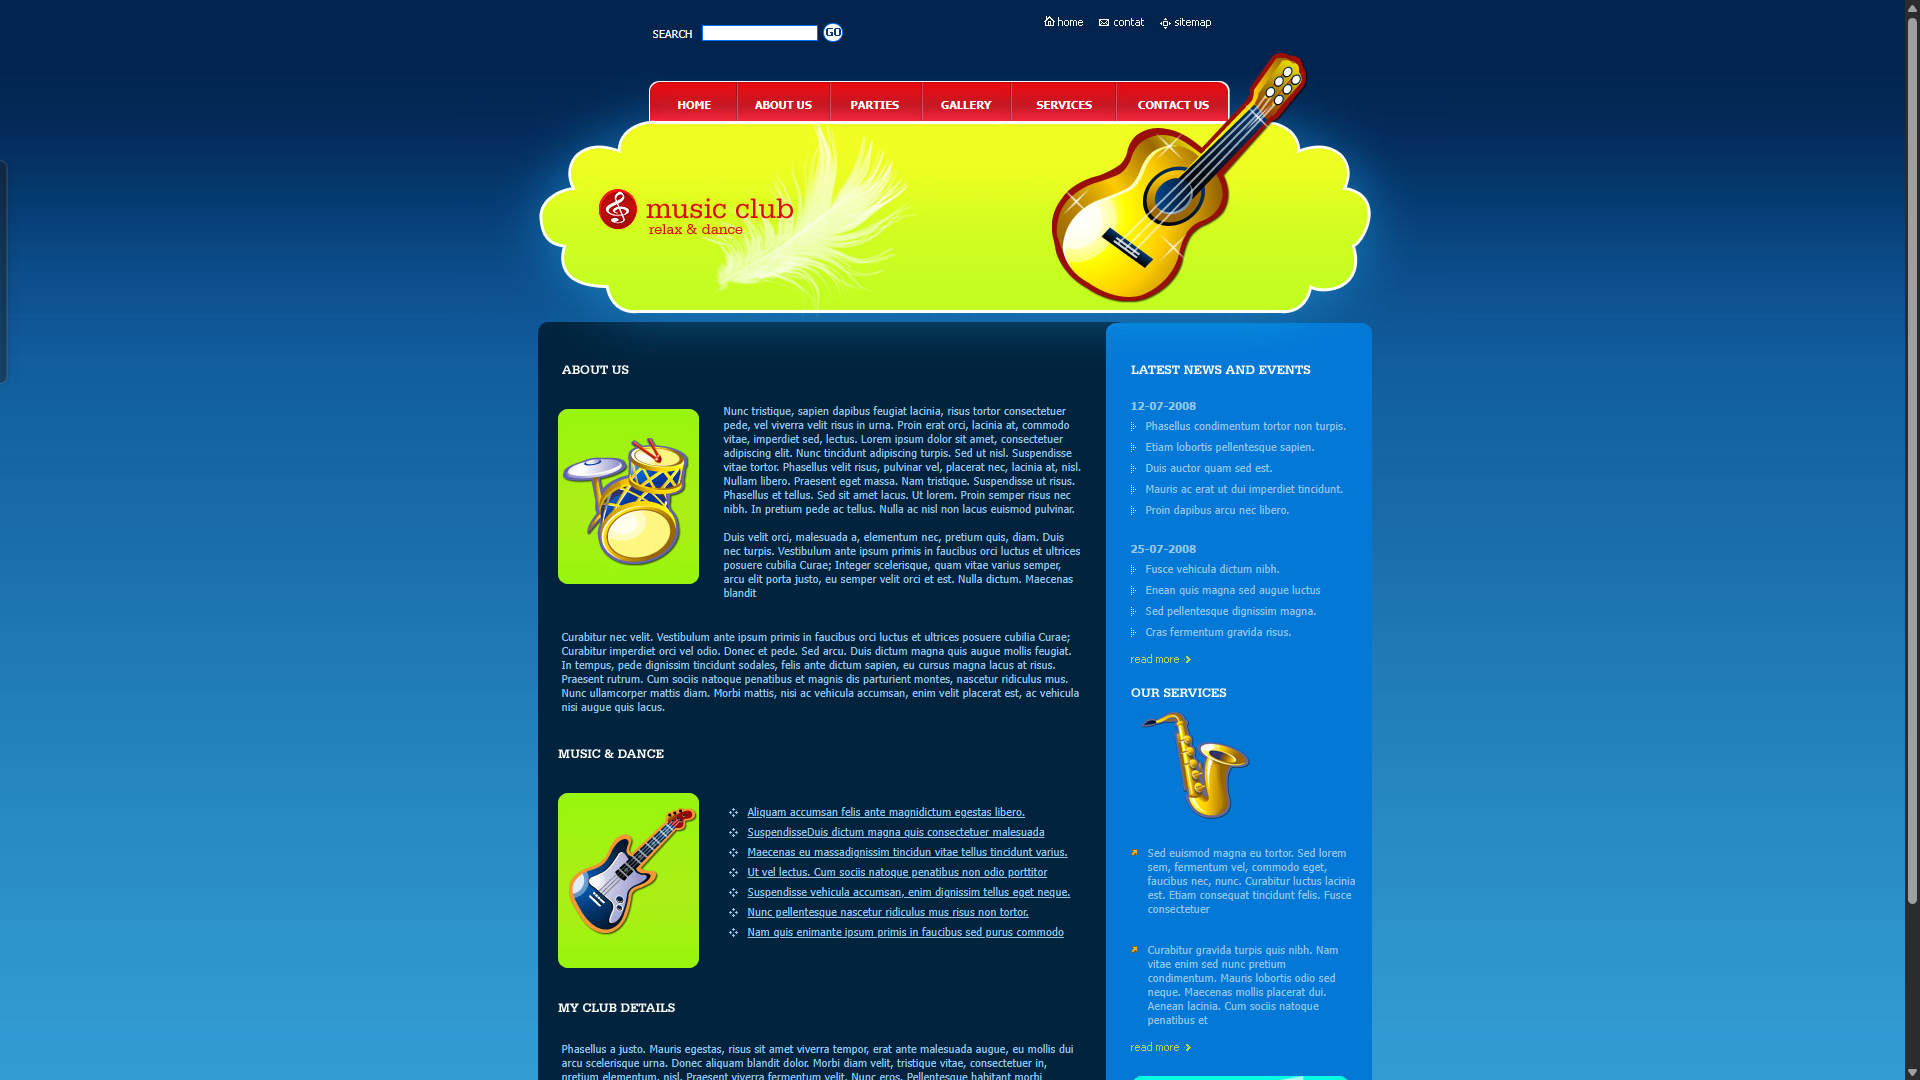 home
contat
sitemap
SEARCH
GO
HOME
ABOUT US
PARTIES
GALLERY
SERVICES
CONTACT US
music club
relax & dance
ABOUT US
Nunc tristique, sapien dapibus feugiat lacinia, risus tortor consectetuer
pede, vel viverra velit risus in urna. Proin erat orci, lacinia at, commodo
vitae, imperdiet sed, lectus. Lorem ipsum dolor sit amet, consectetuer
adipiscing elit. Nunc tincidunt adipiscing turpis. Sed ut nisl. Suspendisse
vitae tortor. Phasellus velit risus, pulvinar vel, placerat nec, lacinia at, nisl.
Nullam libero. Praesent eget massa. Nam tristique. Suspendisse ut risus.
Phasellus et tellus. Sed sit amet lacus. Ut lorem. Proin semper risus nec
nibh. In pretium pede ac tellus. Nulla ac nisl non lacus euismod pulvinar.
Duis velit orci, malesuada a, elementum nec, pretium quis, diam. Duis
nec turpis. Vestibulum ante ipsum primis in faucibus orci luctus et ultrices
posuere cubilia Curae; Integer scelerisque, quam vitae varius semper,
arcu elit porta justo, eu semper velit orci et est. Nulla dictum. Maecenas
blandit
Curabitur nec velit. Vestibulum ante ipsum primis in faucibus orci luctus et ultrices posuere cubilia Curae;
Curabitur imperdiet orci vel odio. Donec et pede. Sed arcu. Duis dictum magna quis augue mollis feugiat.
In tempus, pede dignissim tincidunt sodales, felis ante dictum sapien, eu cursus magna lacus at risus.
Praesent rutrum. Cum sociis natoque penatibus et magnis dis parturient montes, nascetur ridiculus mus.
Nunc ullamcorper mattis diam. Morbi mattis, nisi ac vehicula accumsan, enim velit placerat est, ac vehicula
nisi augue quis lacus.
MUSIC & DANCE
Aliquam accumsan felis ante magnidictum egestas libero.
SuspendisseDuis dictum magna quis consectetuer malesuada
Maecenas eu massadignissim tincidun vitae tellus tincidunt varius.
Ut vel lectus. Cum sociis natoque penatibus non odio porttitor
Suspendisse vehicula accumsan, enim dignissim tellus eget neque.
Nunc pellentesque nascetur ridiculus mus risus non tortor.
Nam quis enimante ipsum primis in faucibus sed purus commodo
MY CLUB DETAILS
Phasellus a justo. Mauris egestas, risus sit amet viverra tempor, erat ante malesuada augue, eu mollis dui
arcu scelerisque urna. Donec aliquam blandit dolor. Morbi diam velit, tristique vitae, consectetuer in,
pretium elementum, nisl. Praesent viverra fermentum velit. Nunc eros. Pellentesque habitant morbi
LATEST NEWS AND EVENTS
12-07-2008
Phasellus condimentum tortor non turpis.
Etiam lobortis pellentesque sapien.
Duis auctor quam sed est.
Mauris ac erat ut dui imperdiet tincidunt.
Proin dapibus arcu nec libero.
25-07-2008
Fusce vehicula dictum nibh.
Enean quis magna sed augue luctus
Sed pellentesque dignissim magna.
Cras fermentum gravida risus.
read more
OUR SERVICES
Sed euismod magna eu tortor. Sed lorem
sem, fermentum vel, commodo eget,
faucibus nec, nunc. Curabitur luctus lacinia
est. Etiam consequat tincidunt felis. Fusce
consectetuer
Curabitur gravida turpis quis nibh. Nam
vitae enim sed nunc pretium
condimentum. Mauris lobortis odio sed
neque. Maecenas mollis placerat dui.
Aenean lacinia. Cum sociis natoque
penatibus et
read more